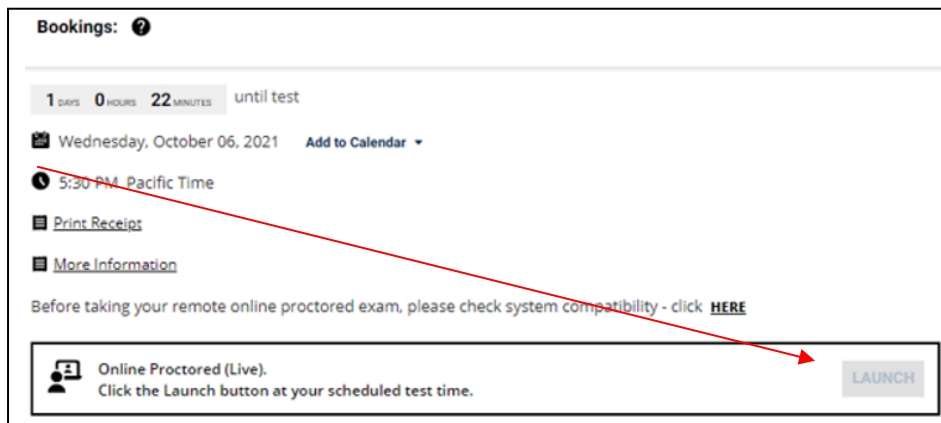 Bookings: ?
1 DAYS 0 HOURS 22 MINUTES until test
Wednesday, October 06, 2021 Add to Calendar
5:30 PM Pacific Time
Print Receipt
More Information
Before taking your remote online proctored exam, please check system compatibility - click HERE
Online Proctored (Live).
Click the Launch button at your scheduled test time.
LAUNCH